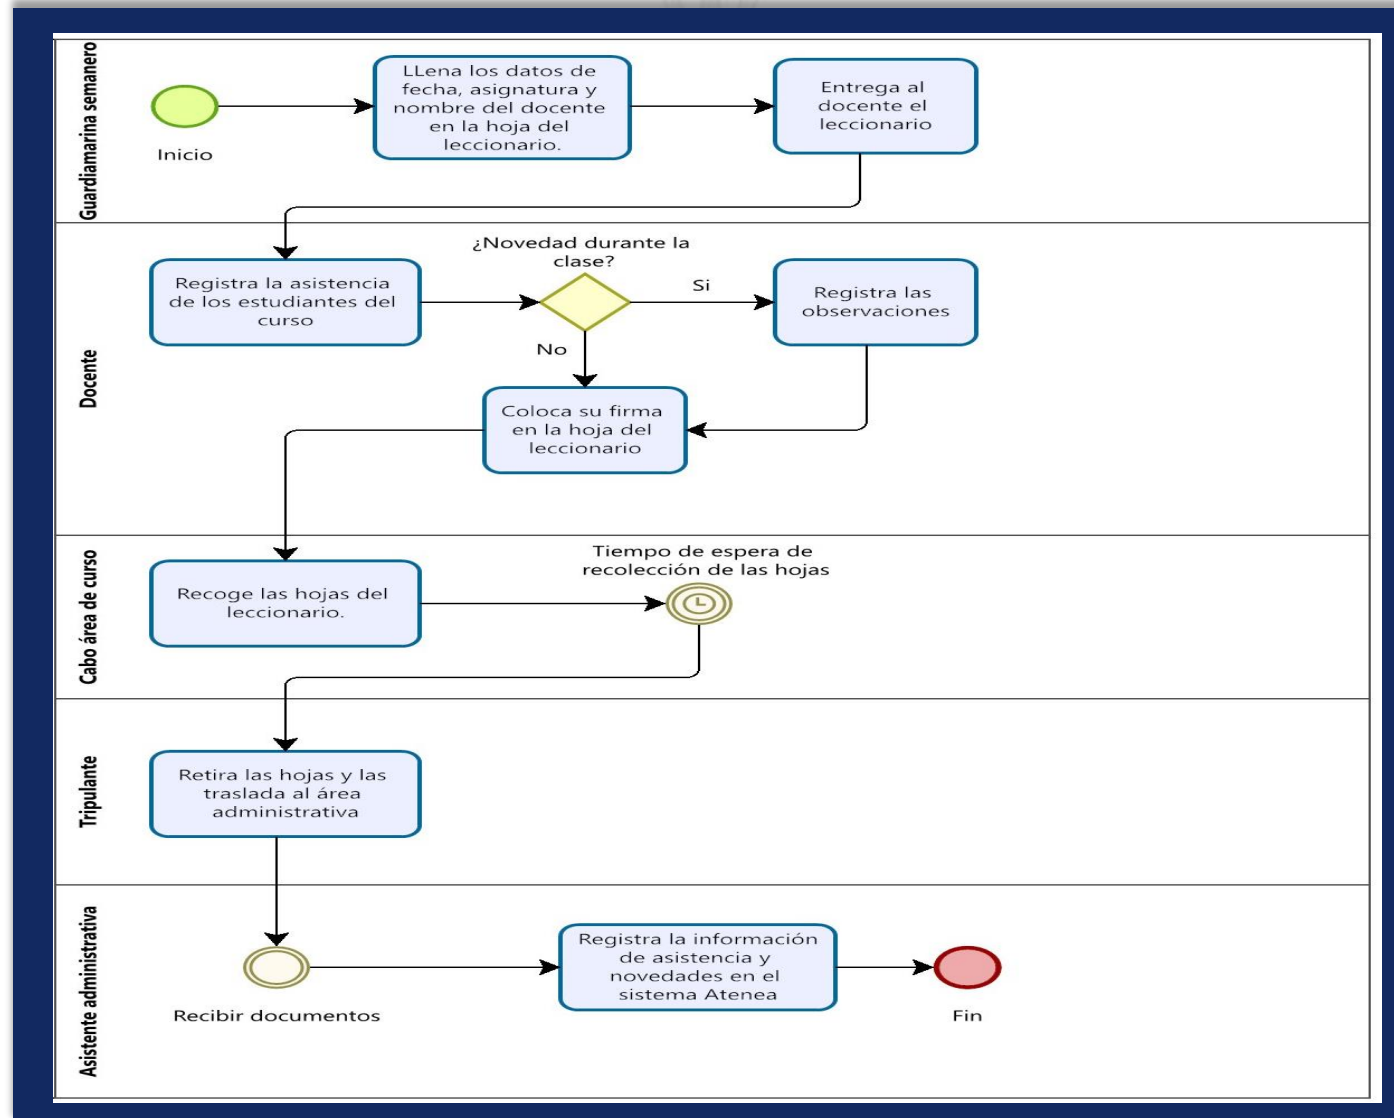 Guardiamarina semanero
LLena los datos de
fecha, asignatura y
nombre del docente
en la hoja del
leccionario.
Entrega al
docente el
leccionario
Inicio
Docente
¿Novedad durante la
clase?
Registra la asistencia
de los estudiantes del
curso
Si
Registra las
observaciones
No
Coloca su firma
en la hoja del
leccionario
Cabo área de curso
Tiempo de espera de
recolección de las hojas
Recoge las hojas del
leccionario.
Tripulante
Retira las hojas y las
traslada al área
administrativa
Asistente administrativa
Recibir documentos
Registra la información
de asistencia y
novedades en el
sistema Atenea
Fin